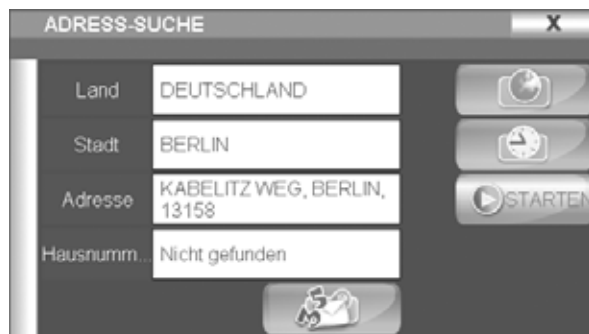 ADRESS-SUCHE X
Land DEUTSCHLAND
Stadt BERLIN
Adresse KABELITZ WEG, BERLIN,
13158
STARTEN
Hausnumm... Nicht gefunden